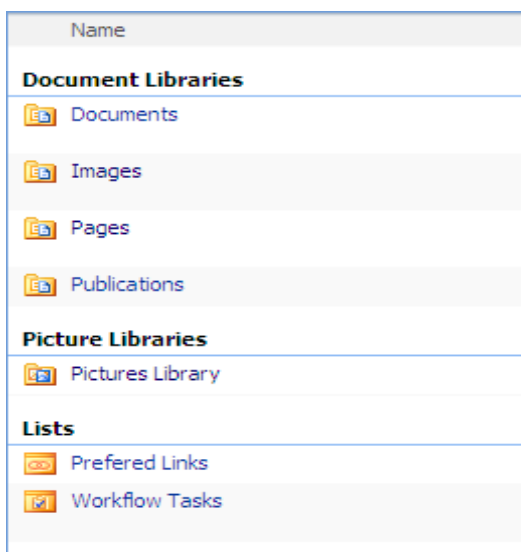 Name
Document Libraries
Documents
Images
Pages
Publications
Picture Libraries
Pictures Library
Lists
Prefered Links
Workflow Tasks